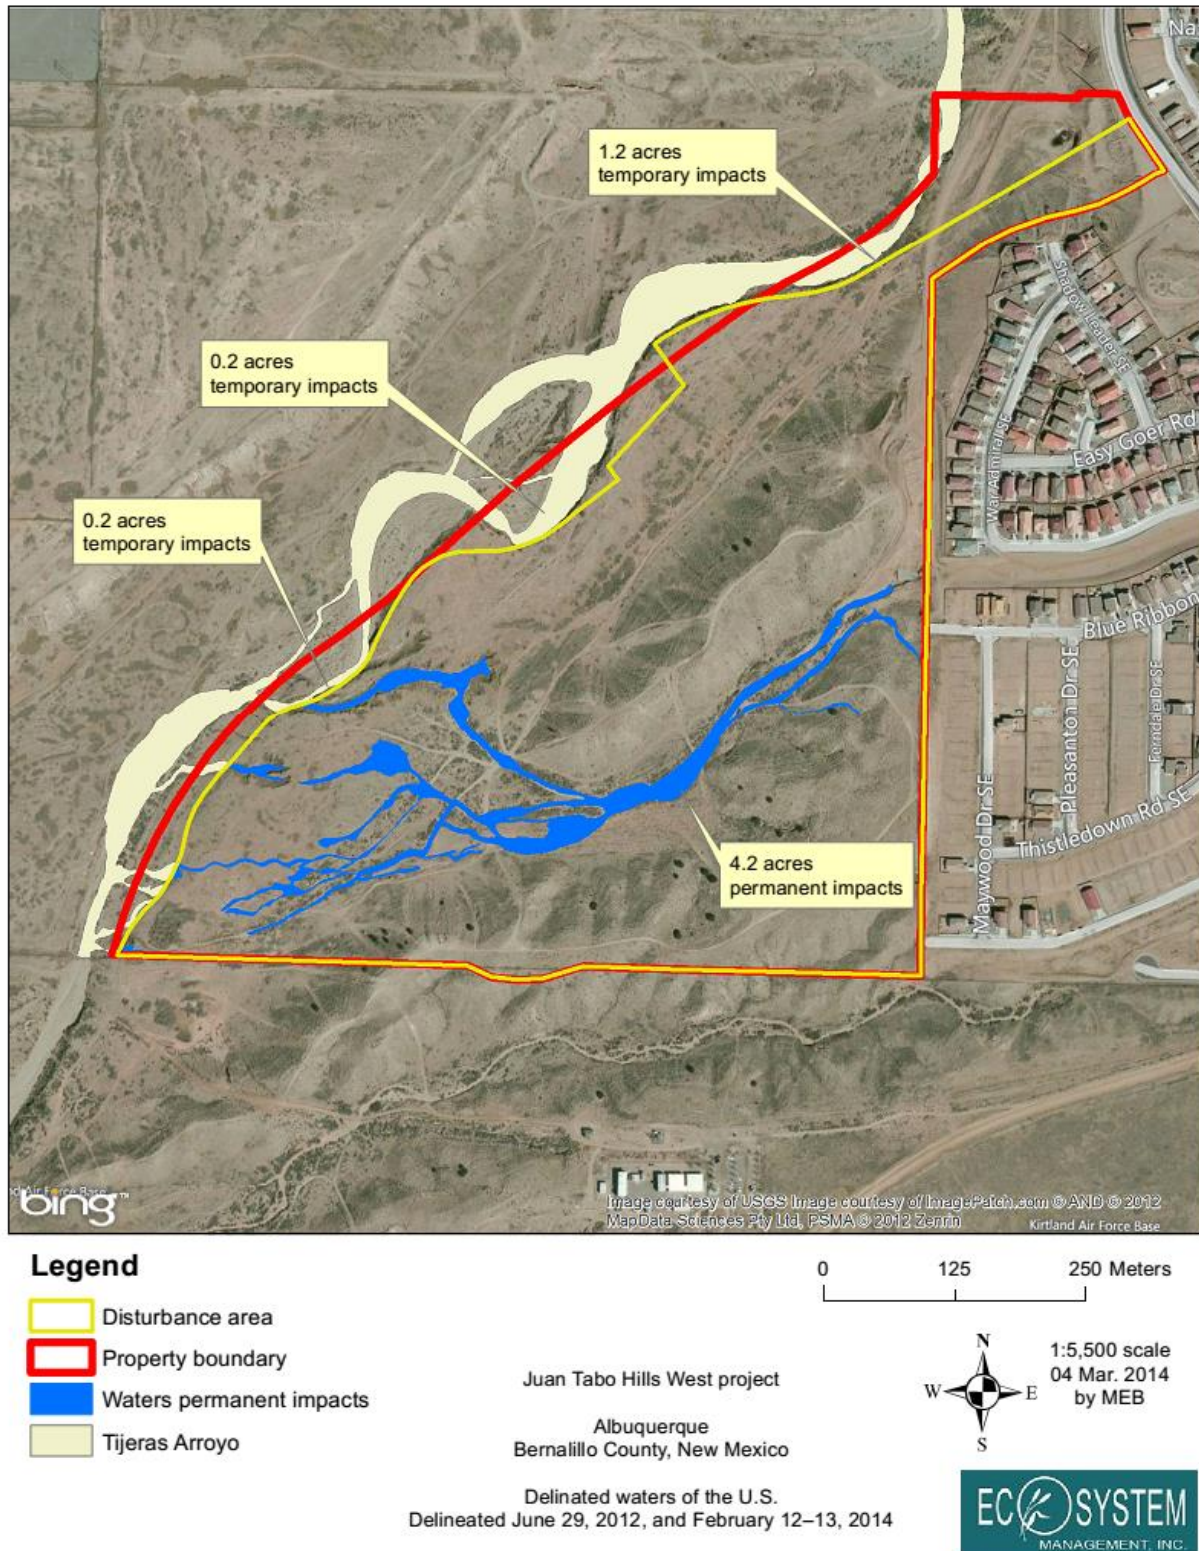 Na
1.2 acres
temporary impacts
Shadow Leader SE
0.2 acres
temporary impacts
War Admiral SE
Easy Goer Rd
0.2 acres
temporary impacts
Blue Ribbon
Pleasanton Dr SE
Ferndale Dr SE
Maywood Dr SE
Thistledown Rd SE
4.2 acres
permanent impacts
d Air Force Base
bing™
Image courtesy of USGS Image courtesy of ImagePatch.com © AND © 2012
MapData Sciences Pty Ltd, PSMA © 2012 Zenrin
Kirtland Air Force Base
Legend
Disturbance area
Property boundary
Waters permanent impacts
Tijeras Arroyo
0 125 250 Meters
Juan Tabo Hills West project
Albuquerque
Bernalillo County, New Mexico
Delinated waters of the U.S.
Delineated June 29, 2012, and February 12–13, 2014
N
W E
S
1:5,500 scale
04 Mar. 2014
by MEB
ECOSYSTEM
MANAGEMENT, INC.